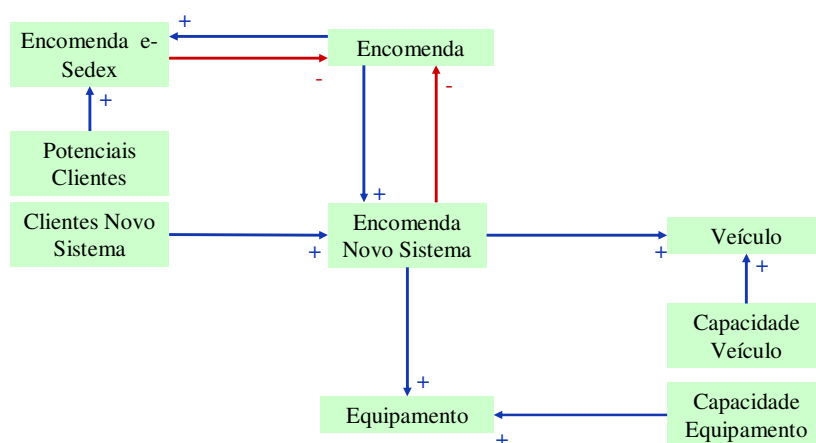 +
Encomenda e-
Sedex
Encomenda
-
-
+
Potenciais
Clientes
+
Clientes Novo
Sistema
+
Encomenda
Novo Sistema
+
Veículo
+
Capacidade
Veículo
+
Equipamento
+
Capacidade
Equipamento